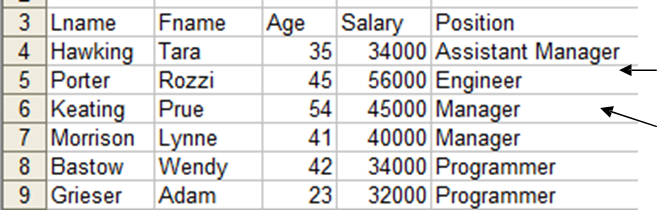 3 Lname Fname Age Salary Position
4 Hawking Tara 35 34000 Assistant Manager
5 Porter Rozzi 45 56000 Engineer
6 Keating Prue 54 45000 Manager
7 Morrison Lynne 41 40000 Manager
8 Bastow Wendy 42 34000 Programmer
9 Grieser Adam 23 32000 Programmer